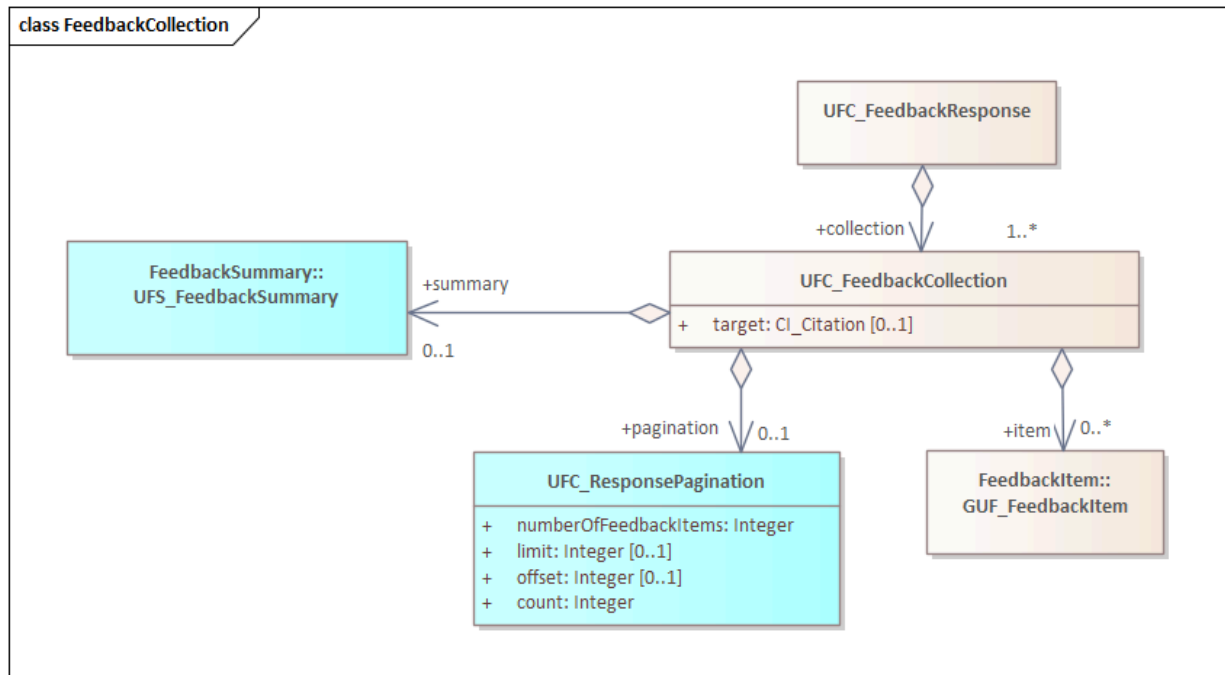 class FeedbackCollection
UFC_FeedbackResponse
+collection
1..*
FeedbackSummary::
UFS_FeedbackSummary
+summary
0..1
UFC_FeedbackCollection
+ target: CI_Citation [0..1]
+pagination
0..1
+item
0..*
UFC_ResponsePagination
+ numberOfFeedbackItems: Integer
+ limit: Integer [0..1]
+ offset: Integer [0..1]
+ count: Integer
FeedbackItem::
GUF_FeedbackItem